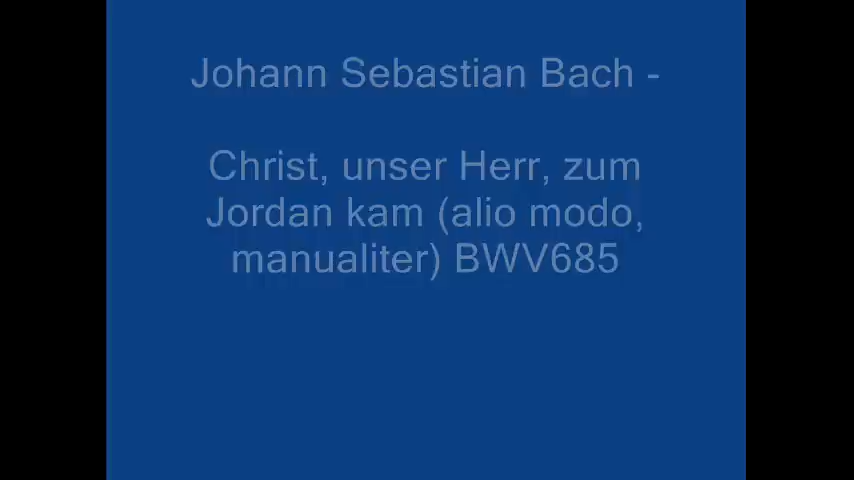 Johann Sebastian Bach -
Christ, unser Herr, zum
Jordan kam (alio modo,
manualiter) BWV685